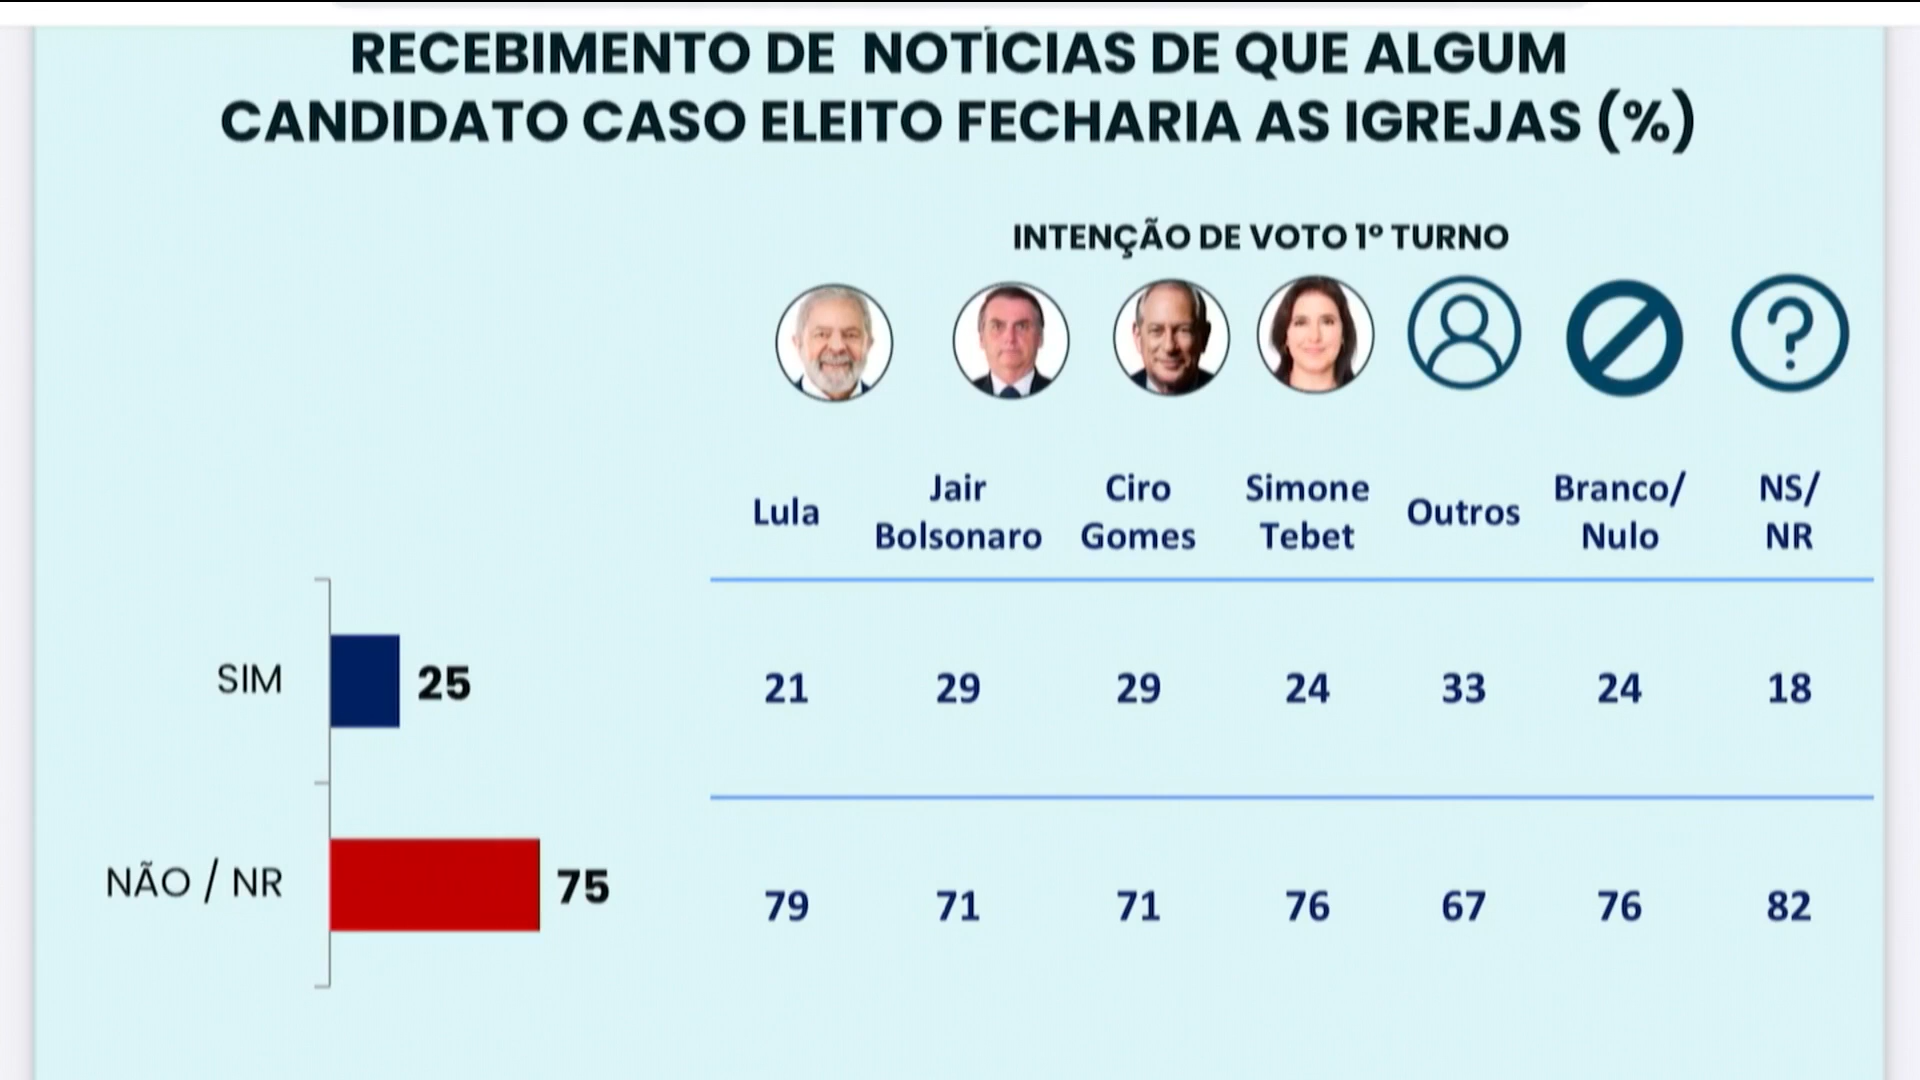 RECEBIMENTO DE NOTÍCIAS DE QUE ALGUM
CANDIDATO CASO ELEITO FECHARIA AS IGREJAS (%)
INTENÇÃO DE VOTO 1º TURNO
Lula
Jair
Bolsonaro
Ciro
Gomes
Simone
Tebet
Outros
Branco/
Nulo
NS/
NR
SIM 25 21 29 29 24 33 24 18
NÃO / NR 75 79 71 71 76 67 76 82